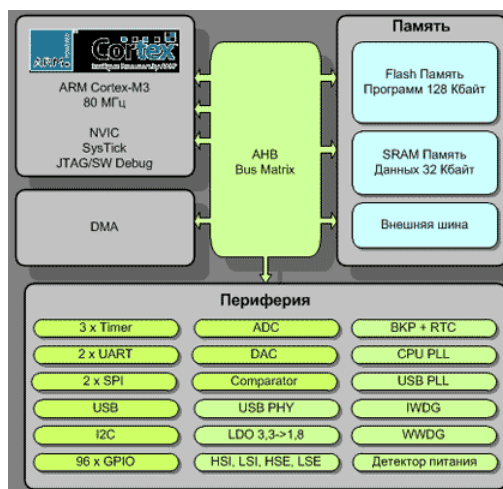 ARM
Cortex
ARM Cortex-M3
80 МГц
NVIC
SysTick
JTAG/SW Debug
DMA
AHB
Bus Matrix
Память
Flash Память
Программ 128 Кбайт
SRAM Память
Данных 32 Кбайт
Внешняя шина
Периферия
3 x Timer
ADC
BKP + RTC
2 x UART
DAC
CPU PLL
2 x SPI
Comparator
USB PLL
USB
USB PHY
IWDG
I2C
LDO 3,3->1,8
WWDG
96 x GPIO
HSI, LSI, HSE, LSE
Детектор питания